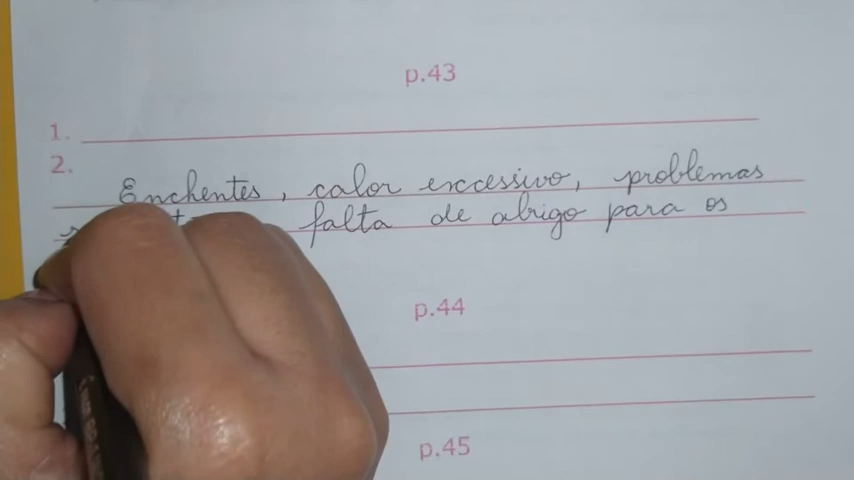 p.43
1.
2.
Enchentes, calor excessivo, problemas
falta de abrigo para os
p.44
p.45